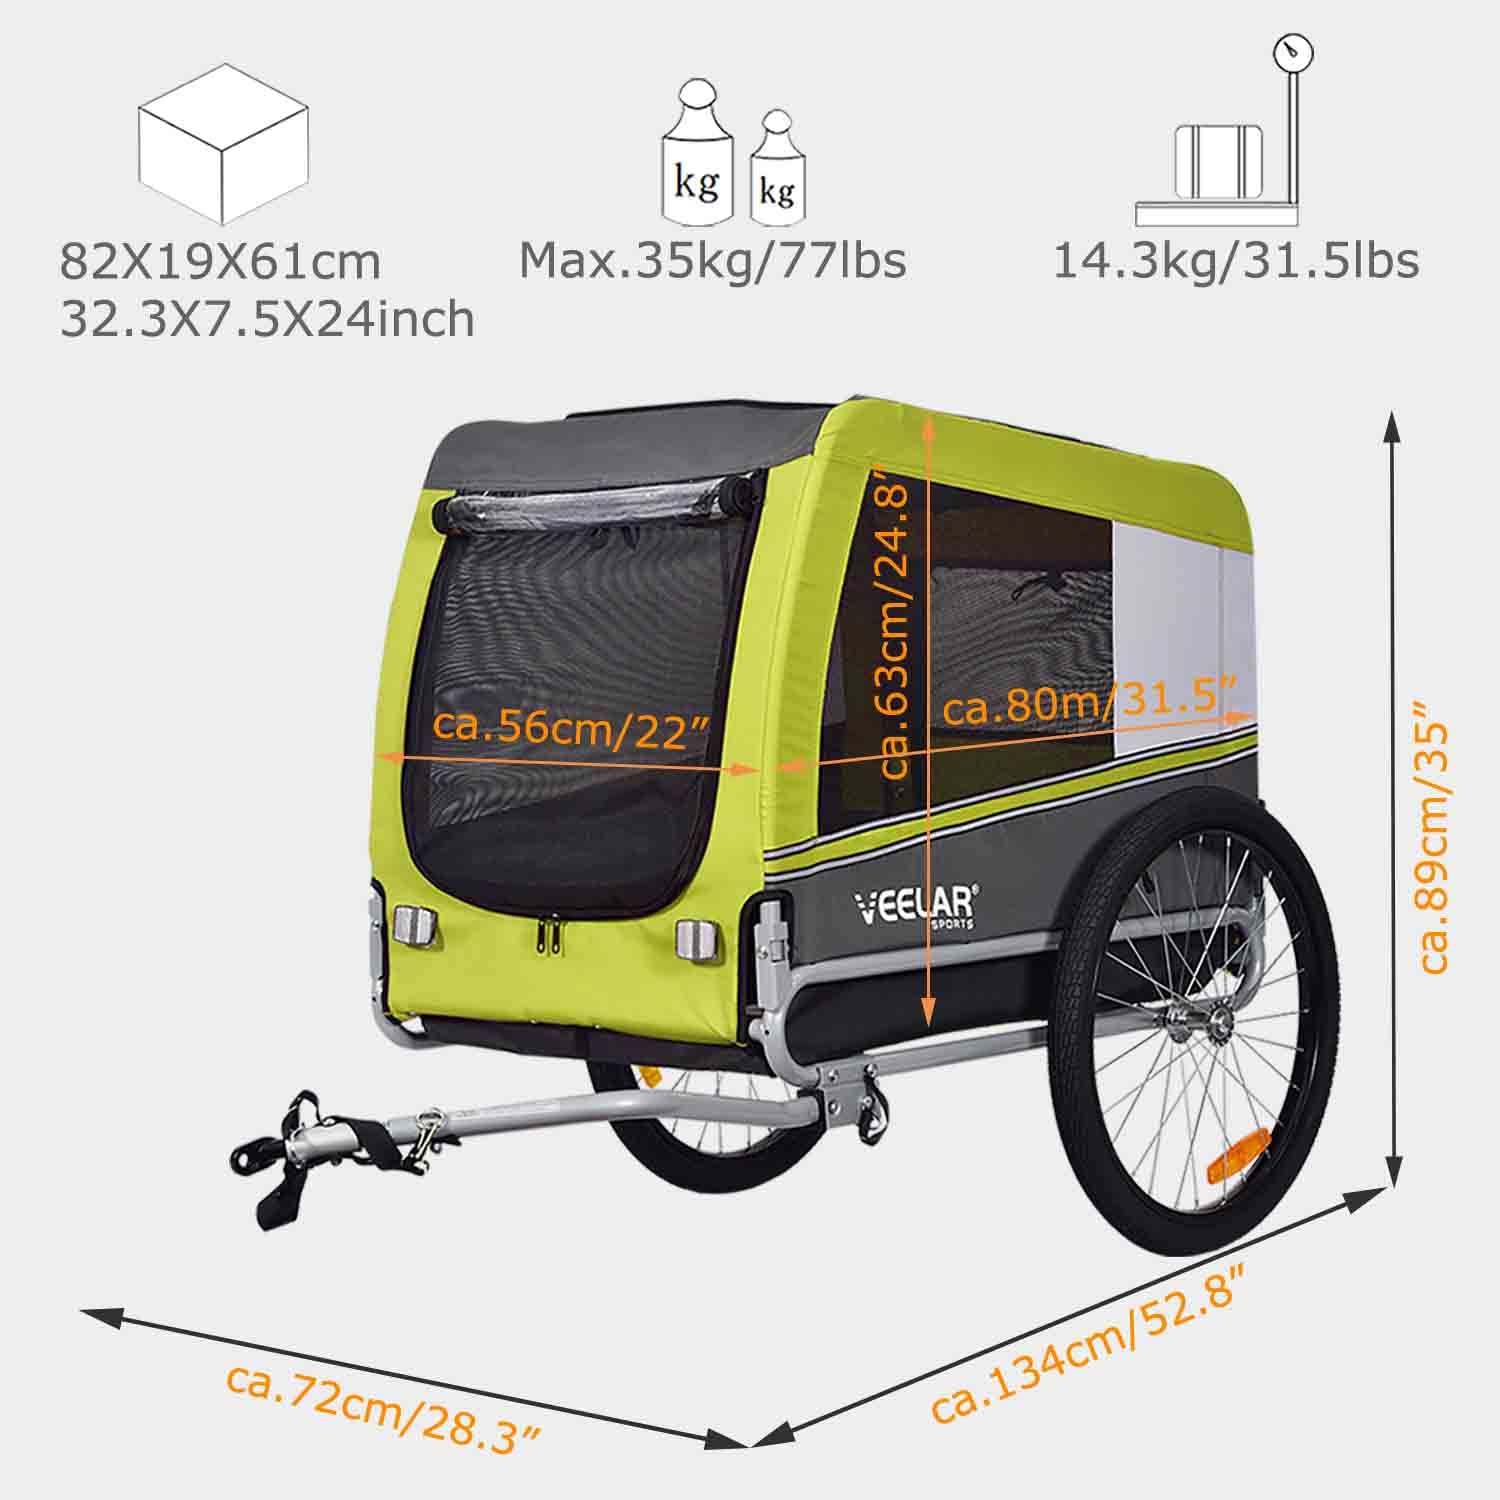 kg
kg
82X19X61cm
32.3X7.5X24inch
Max.35kg/77lbs
14.3kg/31.5lbs
ca.63cm/24.8”
ca.80m/31.5”
ca.56cm/22”
ca.89cm/35”
VEELAR®
SPORTS
ca.134cm/52.8”
ca.72cm/28.3”